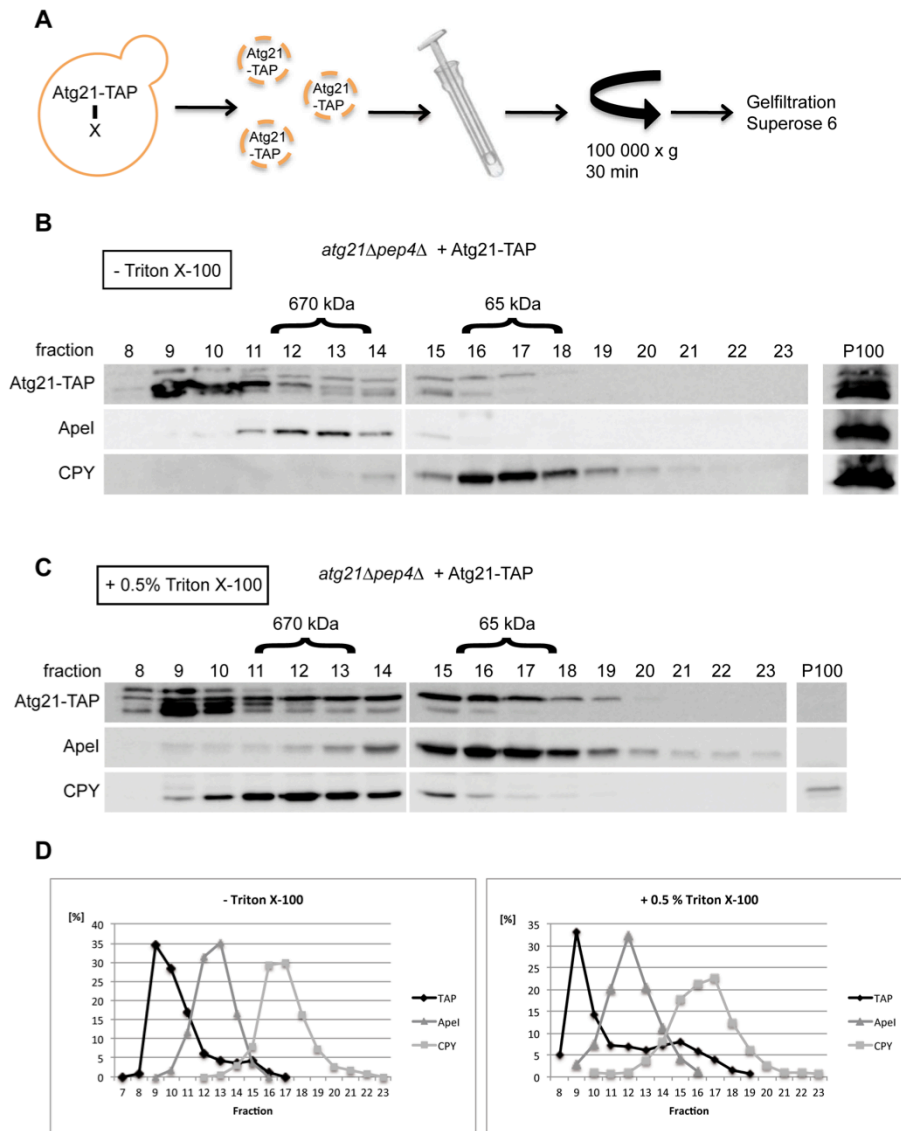 A
Atg21-TAP
X
Atg21
-TAP
Atg21
-TAP
Atg21
-TAP
100 000 x g
30 min
Gelfiltration
Superose 6
B
- Triton X-100
atg21Δpep4Δ + Atg21-TAP
670 kDa 65 kDa
fraction 8 9 10 11 12 13 14 15 16 17 18 19 20 21 22 23 P100
Atg21-TAP
ApeI
CPY
C
+ 0.5% Triton X-100
atg21Δpep4Δ + Atg21-TAP
670 kDa 65 kDa
fraction 8 9 10 11 12 13 14 15 16 17 18 19 20 21 22 23 P100
Atg21-TAP
ApeI
CPY
D
- Triton X-100
[%]
40
35
30
25
20
15
10
5
0
7 8 9 10 11 12 13 14 15 16 17 18 19 20 21 22 23
Fraction
TAP
ApeI
CPY
+ 0.5 % Triton X-100
[%]
35
30
25
20
15
10
5
0
8 9 10 11 12 13 14 15 16 17 18 19 20 21 22 23
Fraction
TAP
ApeI
CPY